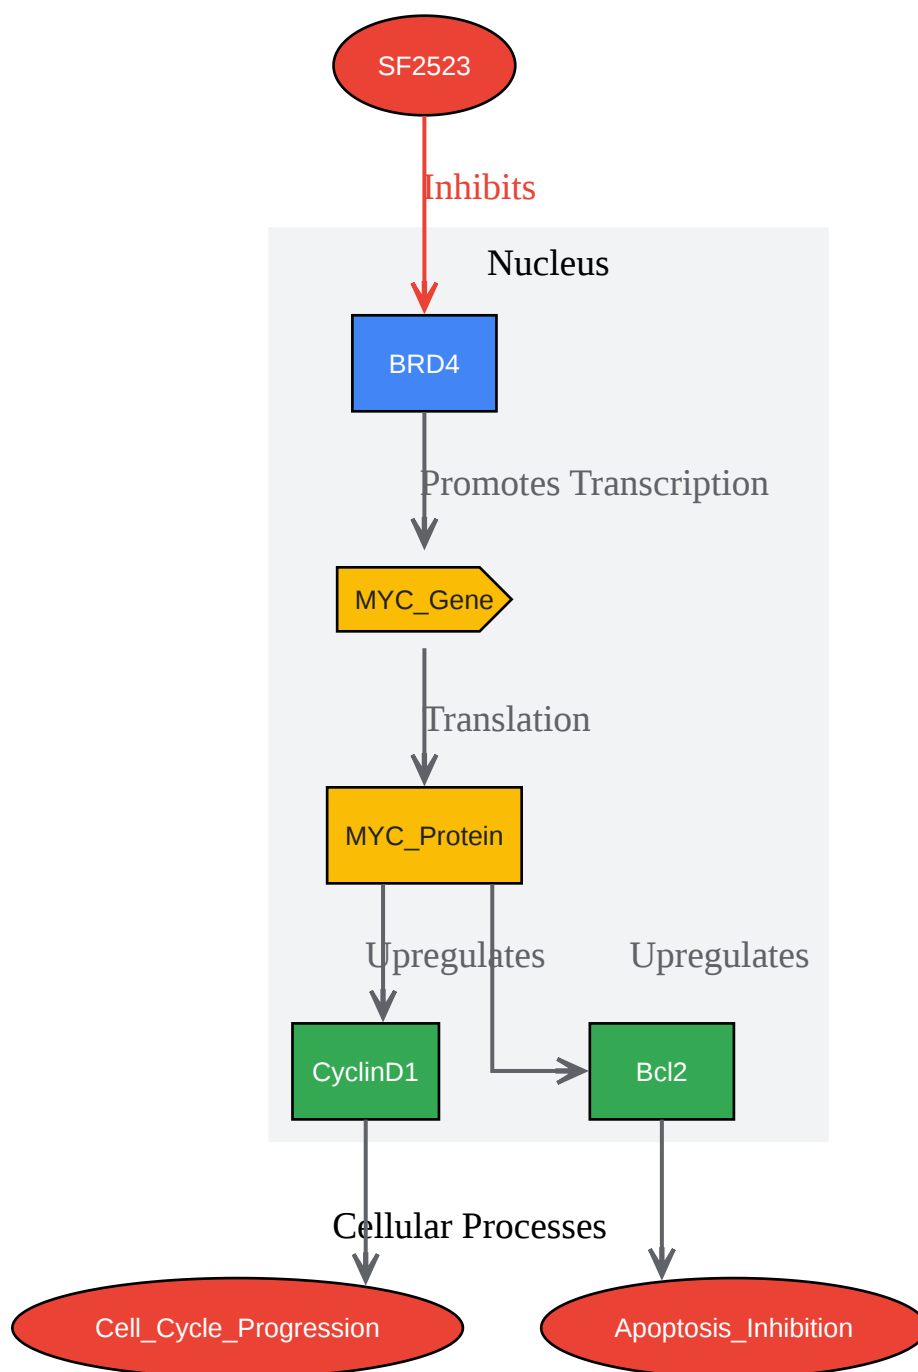 SF2523
Inhibits
Nucleus
BRD4
Promotes Transcription
MYC_Gene
Translation
MYC_Protein
Upregulates
Upregulates
CyclinD1
Bcl2
Cellular Processes
Cell_Cycle_Progression
Apoptosis_Inhibition